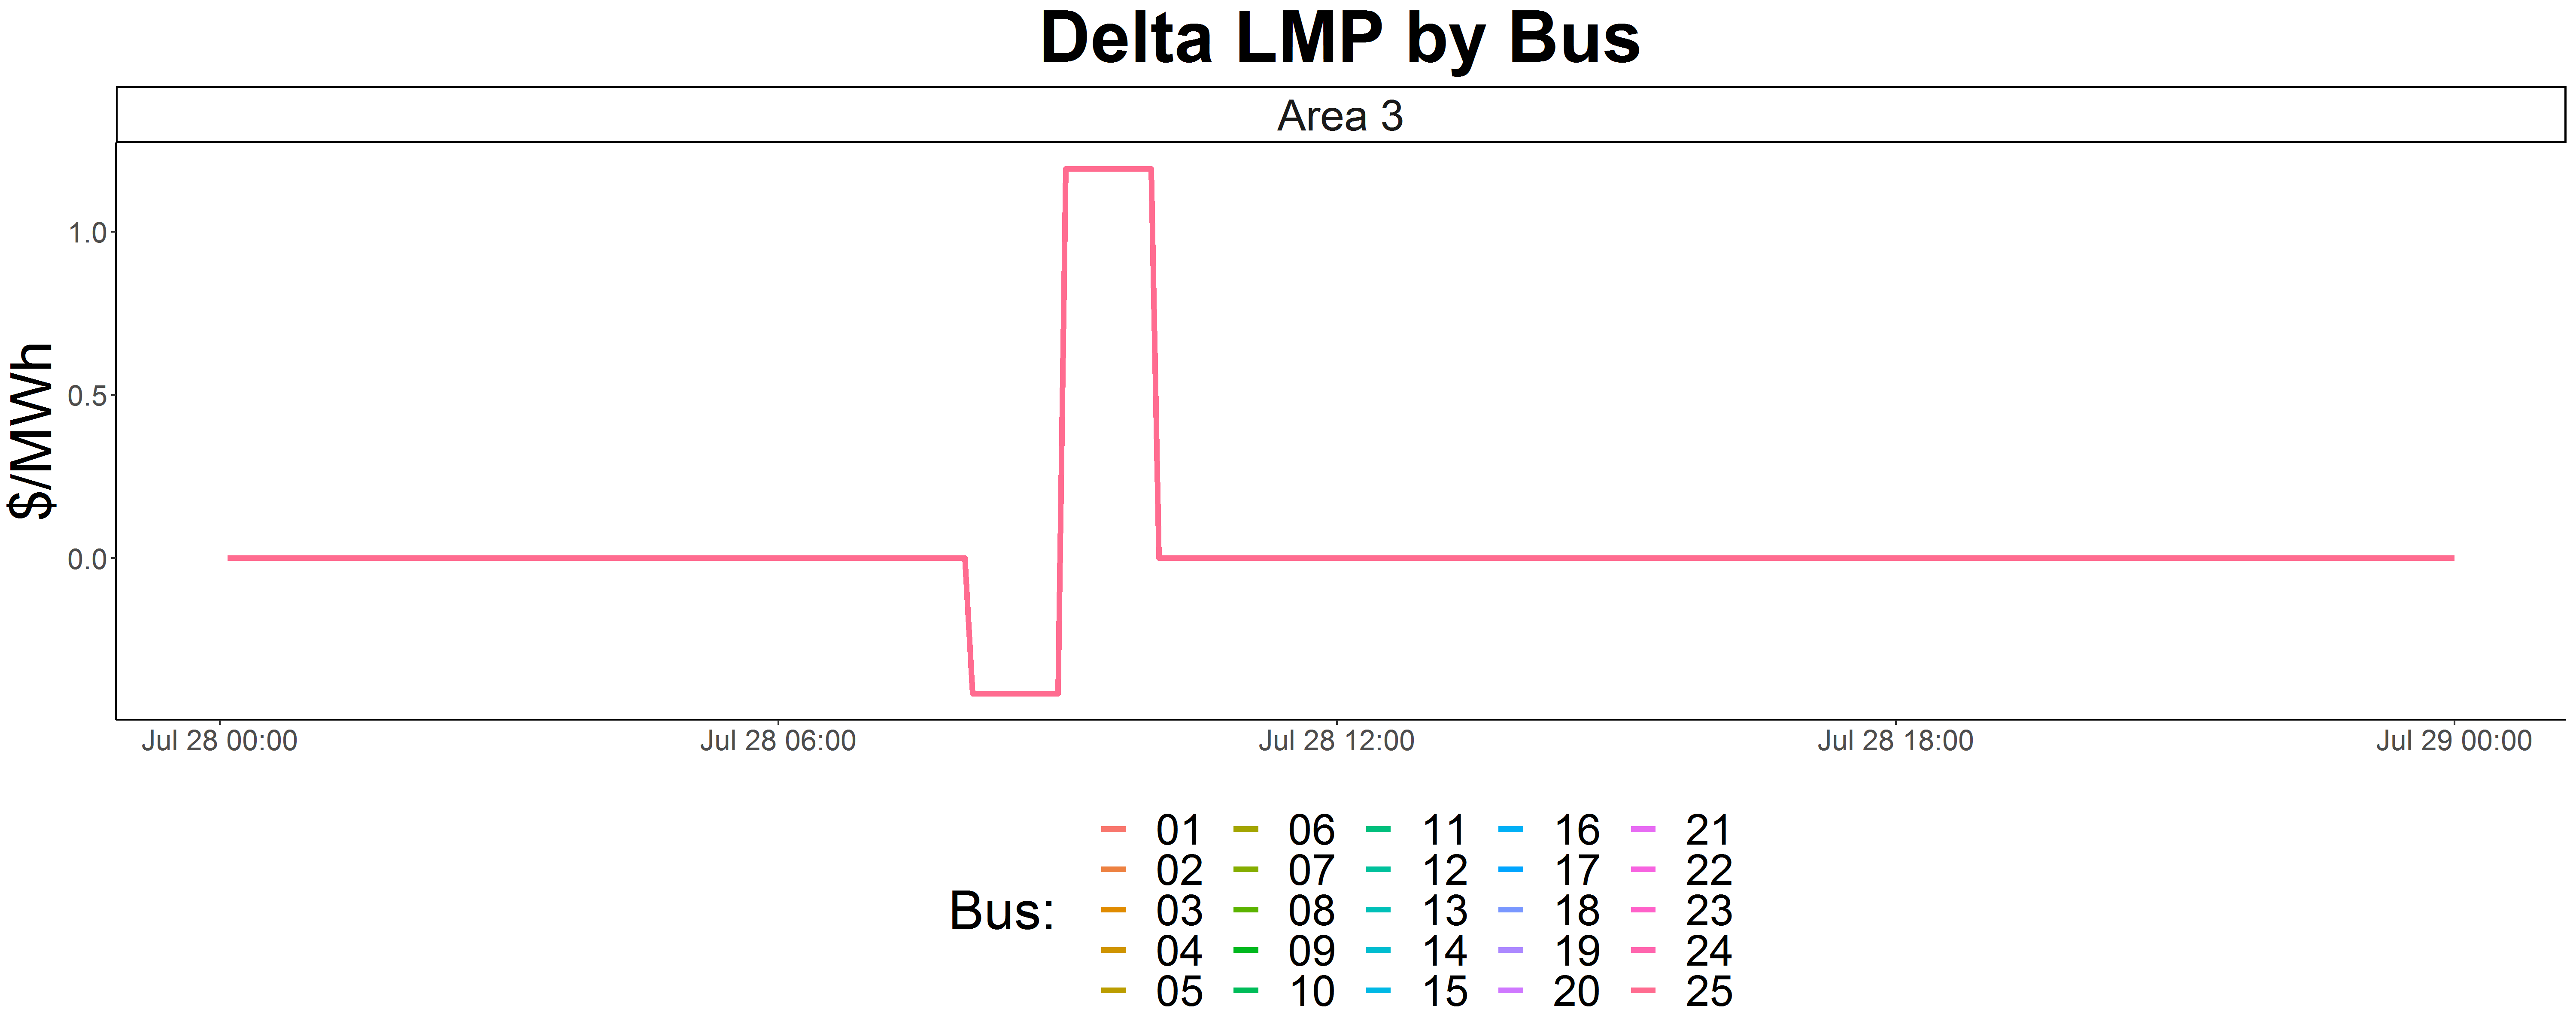 Delta LMP by Bus
Area 3
$/MWh
1.0
0.5
0.0
Jul 28 00:00 Jul 28 06:00 Jul 28 12:00 Jul 28 18:00 Jul 29 00:00
Bus:
01 06 11 16 21
02 07 12 17 22
03 08 13 18 23
04 09 14 19 24
05 10 15 20 25